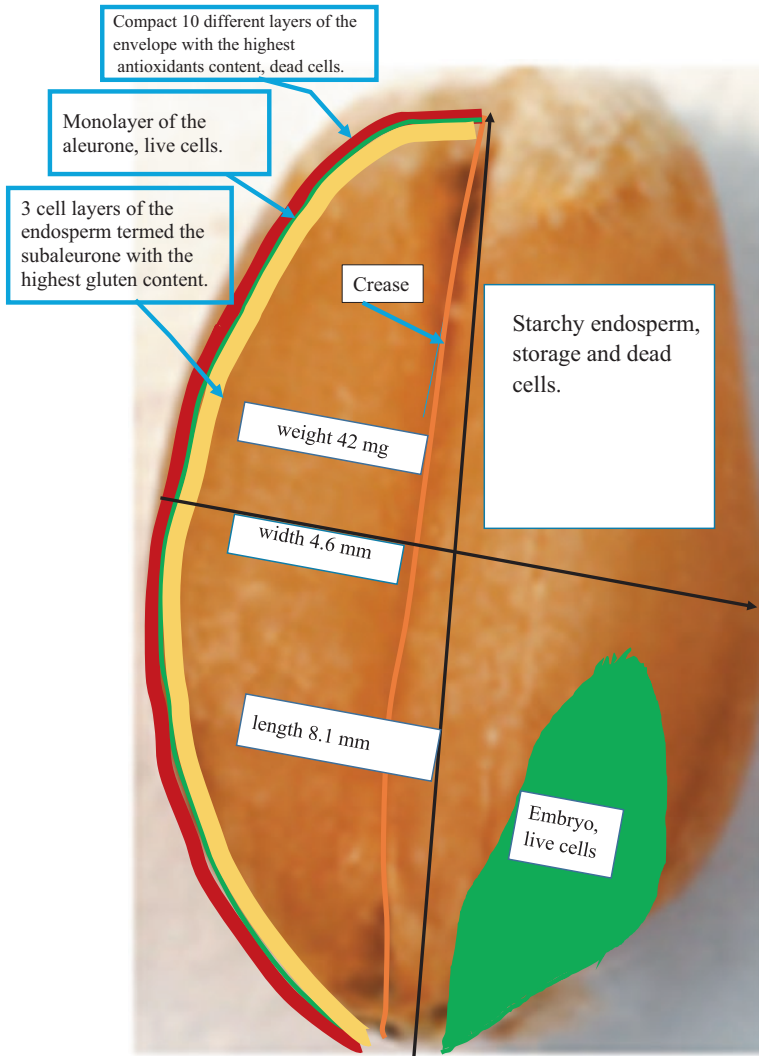 Compact 10 different layers of the
envelope with the highest
antioxidants content, dead cells.
Monolayer of the
aleurone, live cells.
3 cell layers of the
endosperm termed the
subaleurone with the
highest gluten content.
Crease
Starchy endosperm,
storage and dead
cells.
weight 42 mg
width 4.6 mm
length 8.1 mm
Embryo,
live cells